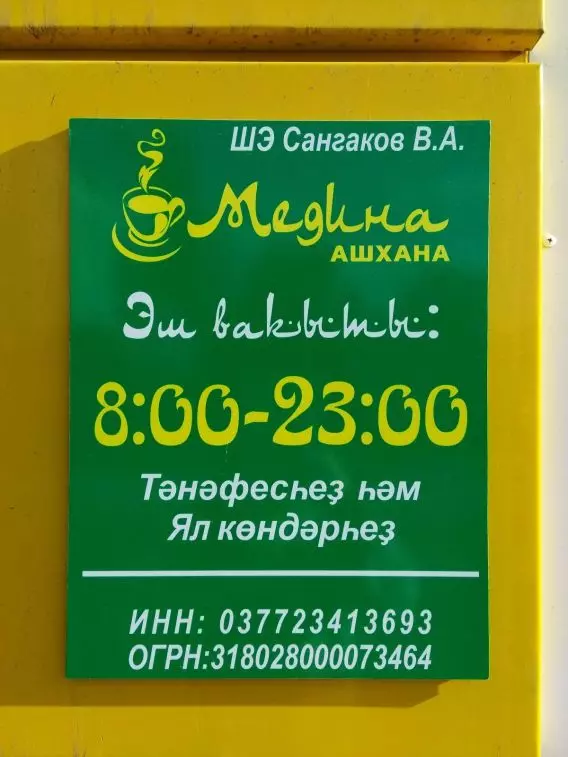 ШЭ Сангаков В.А.
Медина
АШХАНА
Эш вакыты:
8:00-23:00
Тәнәфесһеҙ һәм
Ял көндәрһеҙ
ИНН: 037723413693
ОГРН:318028000073464